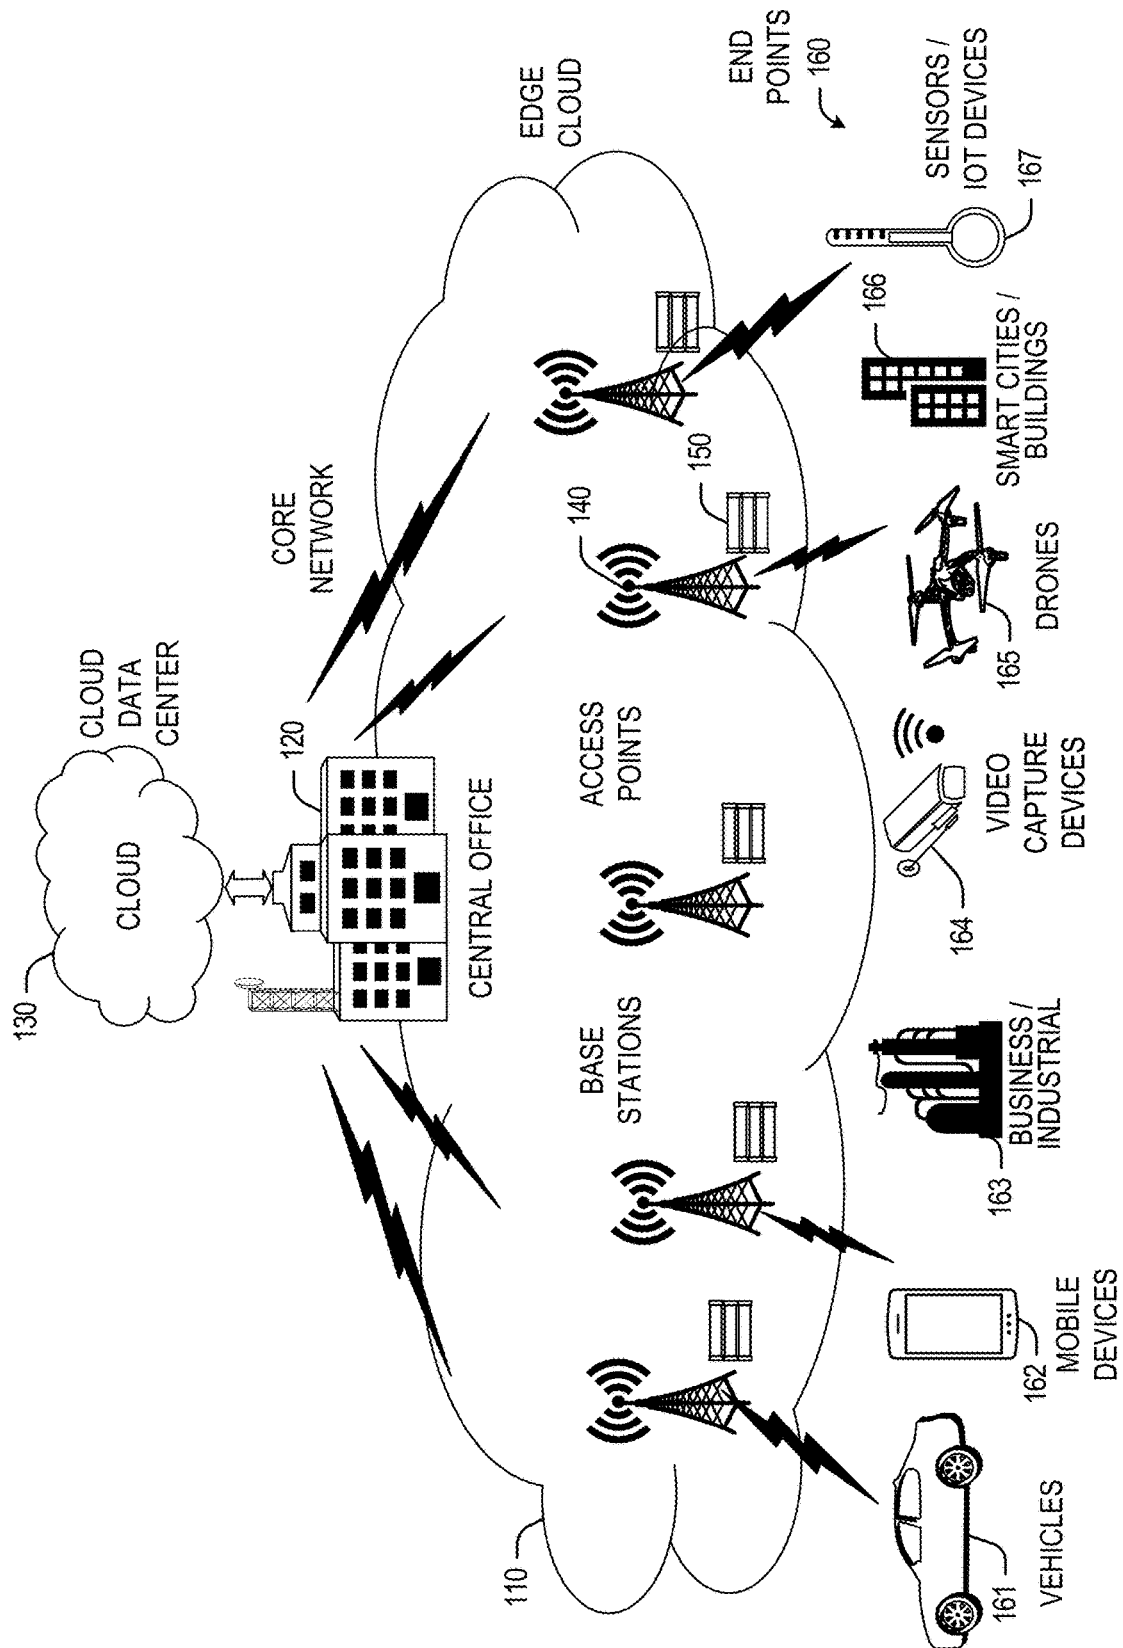 130
CLOUD
CLOUD
DATA
CENTER
120
CORE
NETWORK
CENTRAL OFFICE
EDGE
CLOUD
110
BASE
STATIONS
ACCESS
POINTS
140
150
END
POINTS
160
161
VEHICLES
162
MOBILE
DEVICES
163
BUSINESS /
INDUSTRIAL
164
VIDEO
CAPTURE
DEVICES
165
DRONES
166
SMART CITIES /
BUILDINGS
SENSORS /
IOT DEVICES
167